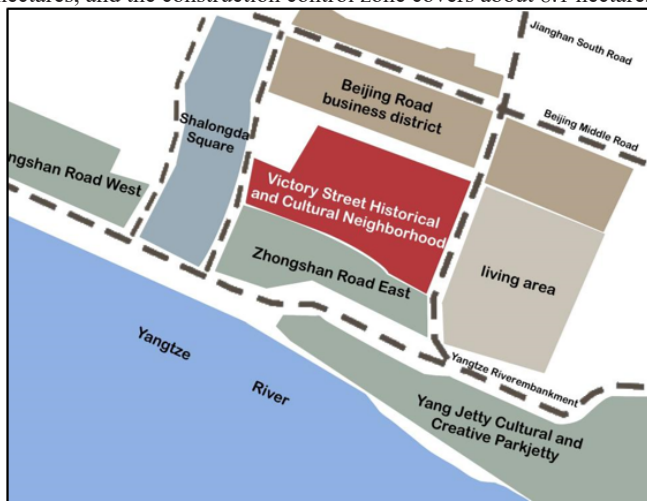 Jianghan South Road
Beijing Road
business district
Beijing Middle Road
Shalongda
Square
ngshan Road West
Victory Street Historical
and Cultural Neighborhood
Zhongshan Road East
living area
Yangtze
River
Yangtze Riverembankment
Yang Jetty Cultural and
Creative Parkjetty